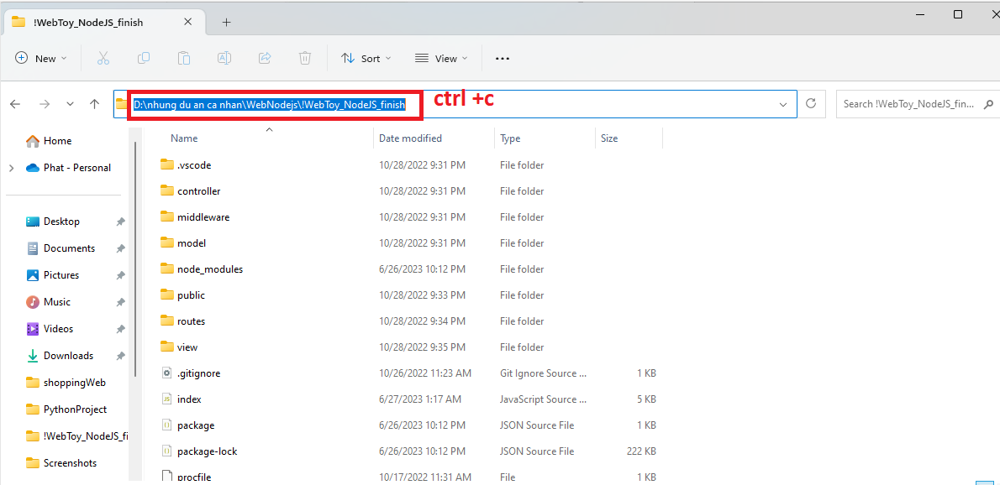 !WebToy_NodeJS_finish
New
Sort
View
D:\nhung du an ca nhan\WebNodejs\!WebToy_NodeJS_finish
ctrl +c
Search !WebToy_NodeJS_fin...
Home
Phat - Personal
Desktop
Documents
Pictures
Music
Videos
Downloads
shoppingWeb
PythonProject
!WebToy_NodeJS_fi
Screenshots
Name Date modified Type Size
.vscode 10/28/2022 9:31 PM File folder
controller 10/28/2022 9:31 PM File folder
middleware 10/28/2022 9:31 PM File folder
model 10/28/2022 9:31 PM File folder
node_modules 6/26/2023 10:12 PM File folder
public 10/28/2022 9:33 PM File folder
routes 10/28/2022 9:34 PM File folder
view 10/28/2022 9:35 PM File folder
.gitignore 10/26/2022 11:23 AM Git Ignore Source ... 1 KB
index 6/27/2023 1:17 AM JavaScript Source ... 5 KB
package 6/26/2023 10:12 PM JSON Source File 1 KB
package-lock 6/26/2023 10:12 PM JSON Source File 222 KB
procfile 10/17/2022 11:31 AM File 1 KB